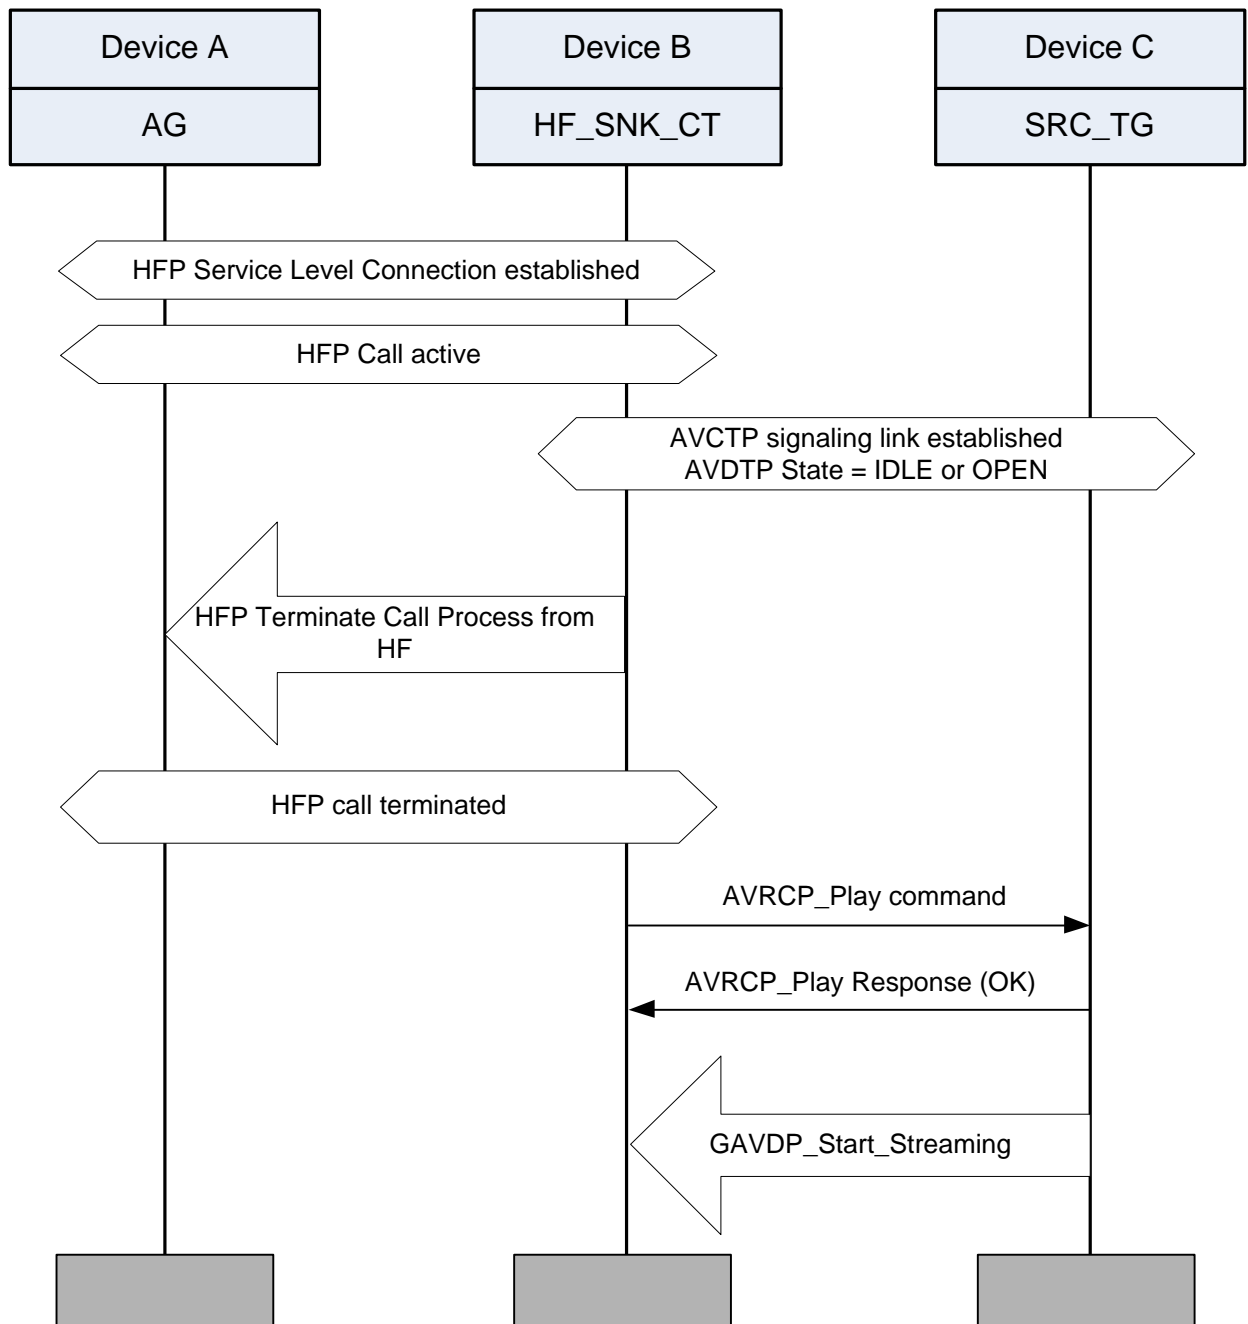 Device A
Device B
Device C
AG
HF_SNK_CT
SRC_TG
HFP Service Level Connection established
HFP Call active
AVCTP signaling link established
AVDTP State = IDLE or OPEN
HFP Terminate Call Process from
HF
HFP call terminated
AVRCP_Play command
AVRCP_Play Response (OK)
GAVDP_Start_Streaming